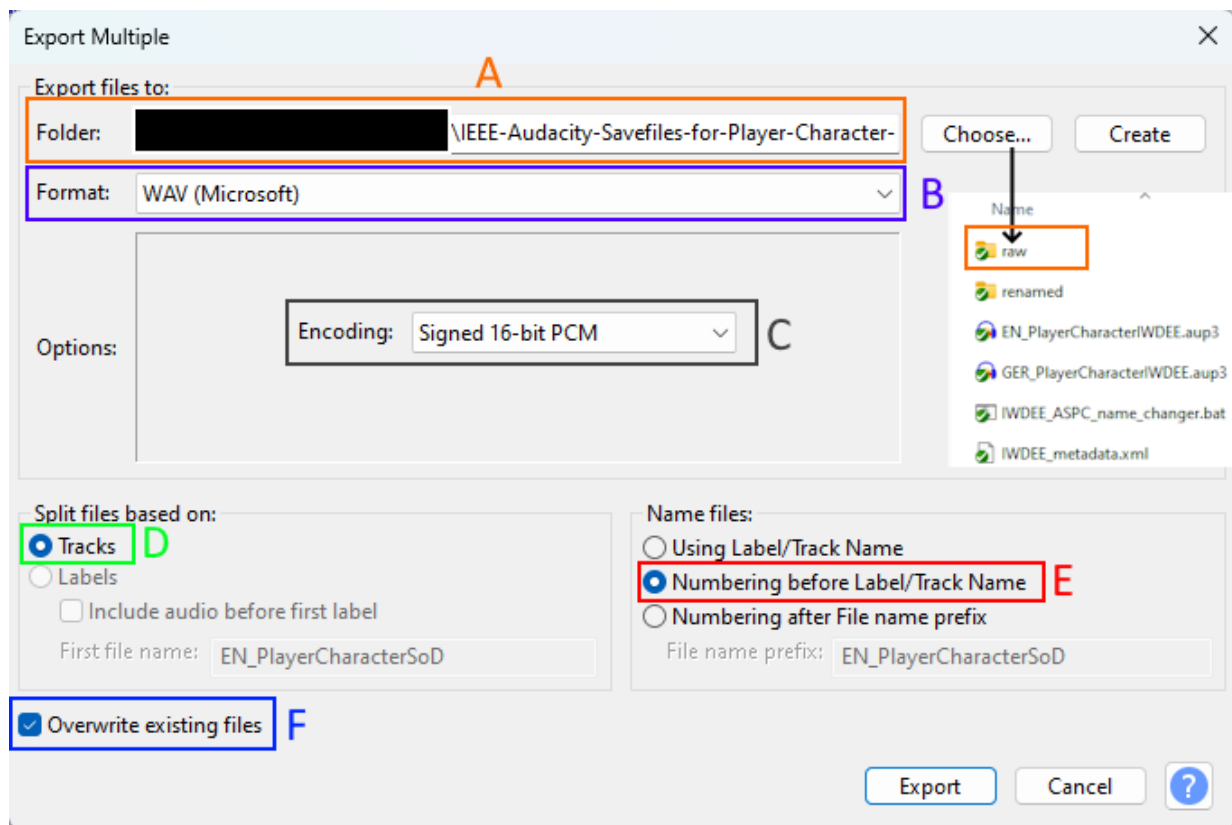 Export Multiple
Export files to:
A
Folder: \IEEE-Audacity-Savefiles-for-Player-Character- Choose... Create
Format: WAV (Microsoft) B
Name
raw
renamed
EN_PlayerCharacterIWDEE.aup3
GER_PlayerCharacterIWDEE.aup3
IWDEE_ASPC_name_changer.bat
IWDEE_metadata.xml
Options: Encoding: Signed 16-bit PCM C
Split files based on:
Tracks D
Labels
Include audio before first label
First file name: EN_PlayerCharacterSoD
Name files:
Using Label/Track Name
Numbering before Label/Track Name E
Numbering after File name prefix
File name prefix: EN_PlayerCharacterSoD
Overwrite existing files F
Export Cancel ?